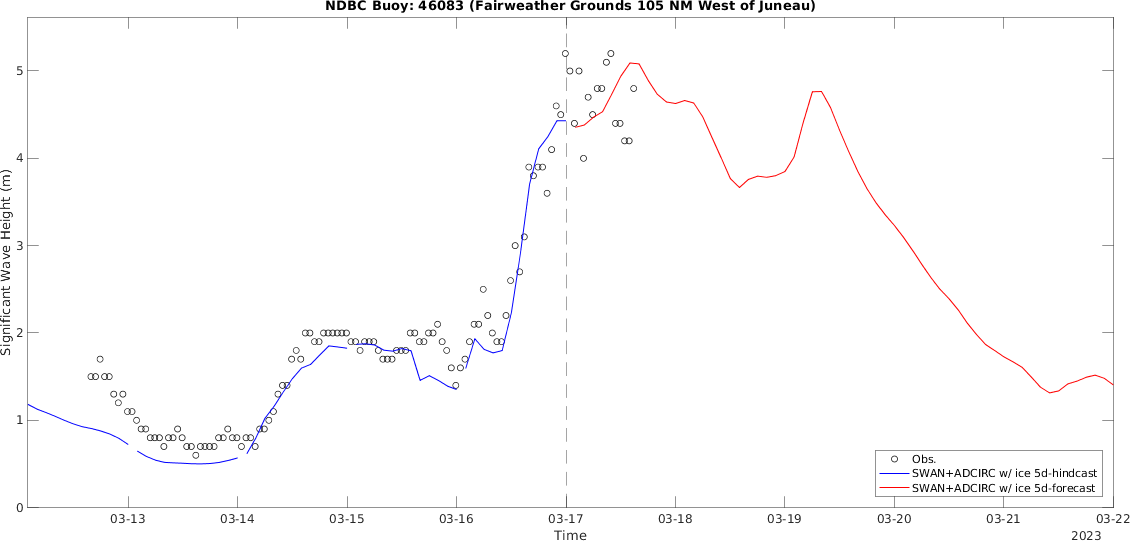 NDBC Buoy: 46083 (Fairweather Grounds 105 NM West of Juneau)
Significant Wave Height (m)
5
4
3
2
1
0
Obs.
SWAN+ADCIRC w/ ice 5d-hindcast
SWAN+ADCIRC w/ ice 5d-forecast
03-13 03-14 03-15 03-16 03-17 03-18 03-19 03-20 03-21 03-22
Time
2023